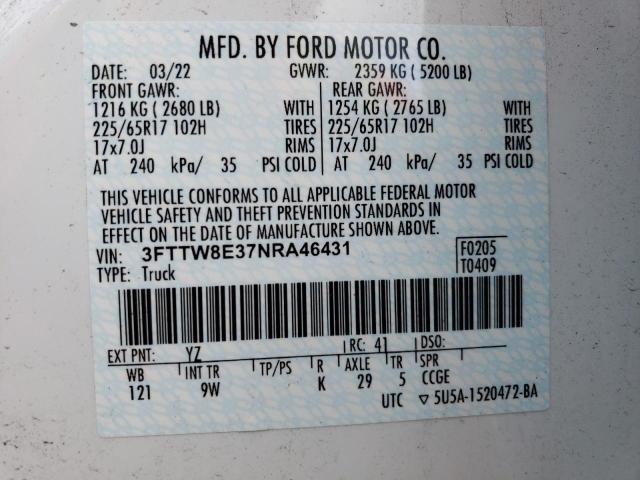 MFD. BY FORD MOTOR CO.
DATE: 03/22 GVWR: 2359 KG ( 5200 LB)
FRONT GAWR: REAR GAWR:
1216 KG ( 2680 LB) WITH 1254 KG ( 2765 LB) WITH
225/65R17 102H TIRES 225/65R17 102H TIRES
17x7.0J RIMS 17x7.0J RIMS
AT 240 kPa/ 35 PSI COLD AT 240 kPa/ 35 PSI COLD
THIS VEHICLE CONFORMS TO ALL APPLICABLE FEDERAL MOTOR
VEHICLE SAFETY AND THEFT PREVENTION STANDARDS IN
EFFECT ON THE DATE OF MANUFACTURE SHOWN ABOVE.
VIN: 3FTTW8E37NRA46431 F0205
TYPE: Truck T0409
EXT PNT: YZ RC: 41 DSO:
WB INT TR TP/PS R AXLE TR SPR
121 9W K 29 5 CCGE
UTC ▽ 5U5A-1520472-BA